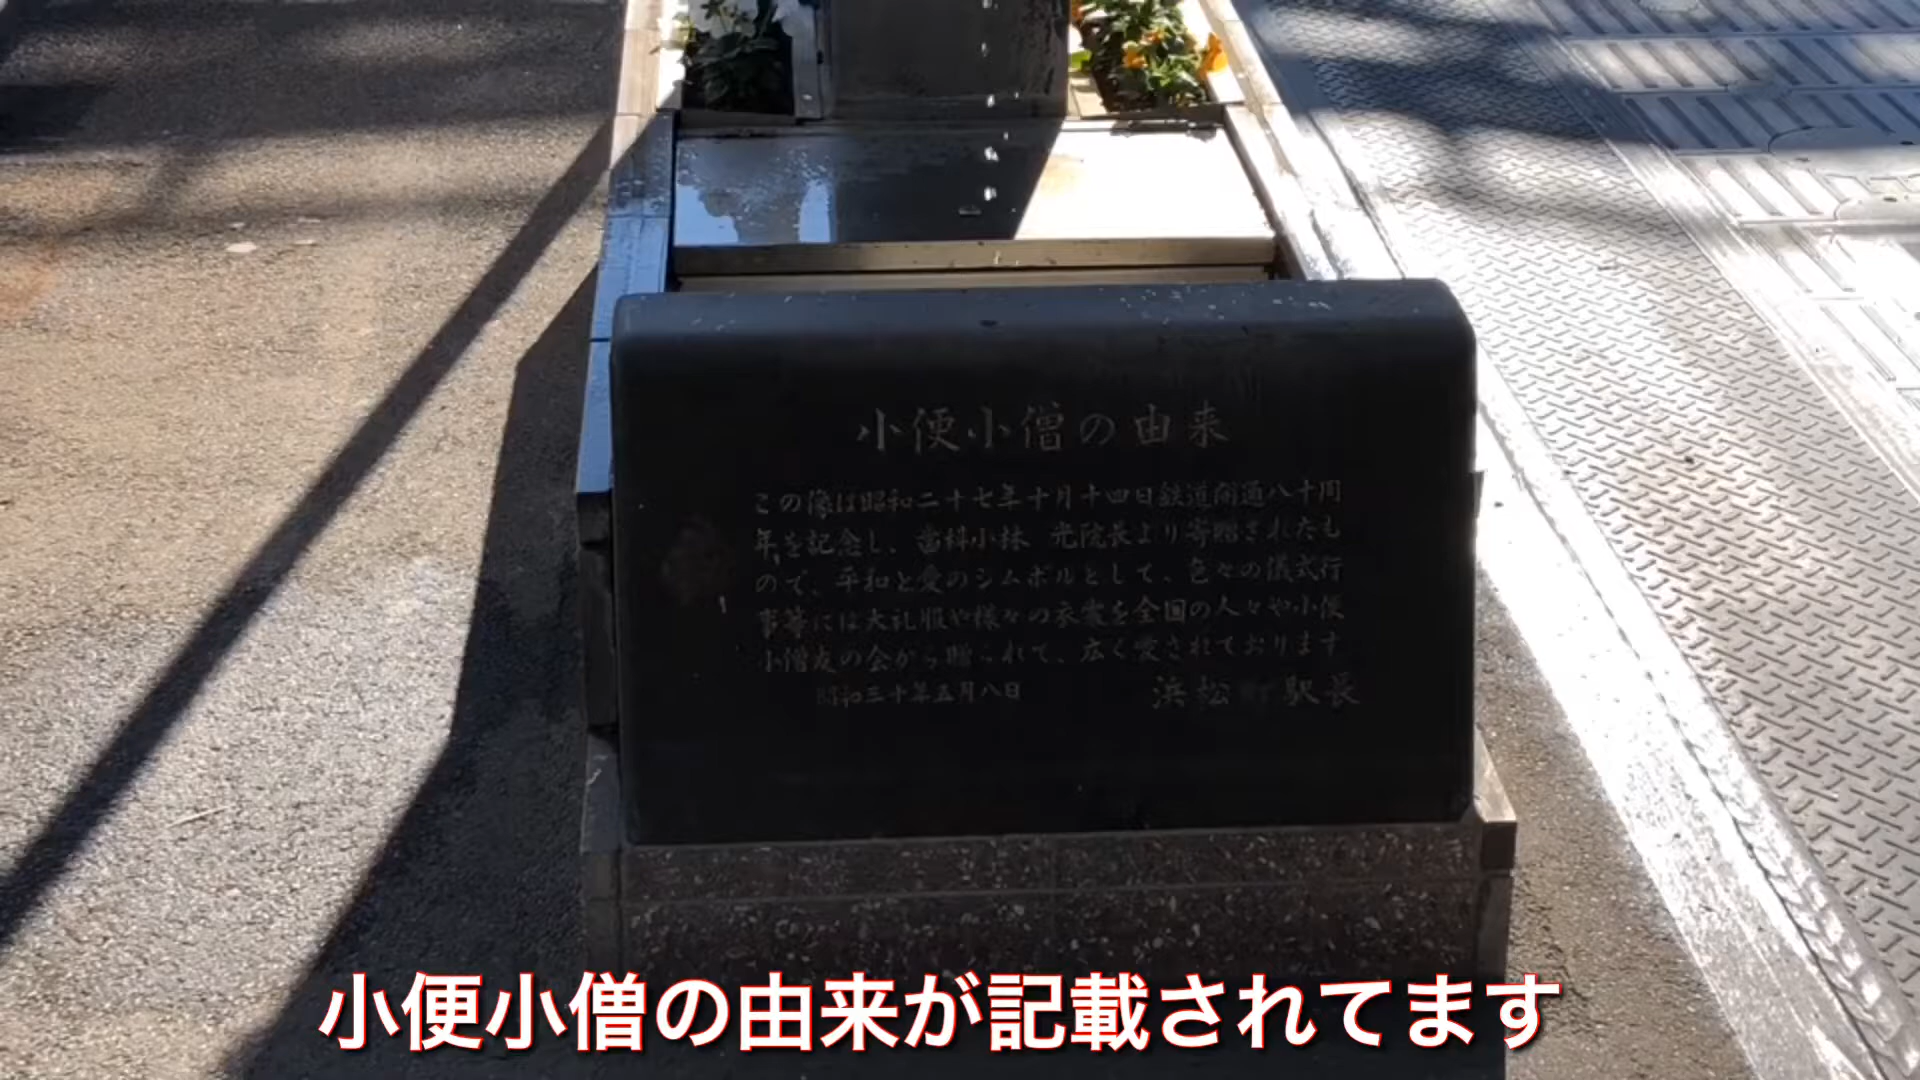 小便小僧の由来
この像は昭和二十七年十月十四日鉄道開通八十周
年を記念し、歯科小林 光院長より寄贈されたも
ので、平和と愛のシムボルとして、色々の儀式行
事等には大礼服や様々の衣裳を全国の人々や小便
小僧友の会から贈られて、広く愛されております
昭和三十年五月八日 浜松町駅長
小便小僧の由来が記載されてます